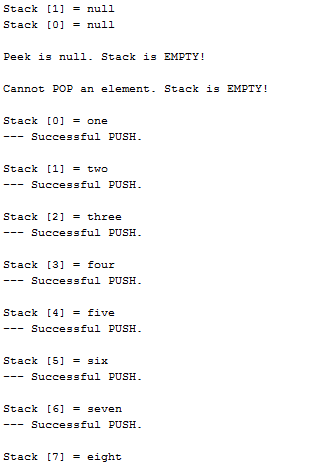 Stack [1] = null
Stack [0] = null
Peek is null. Stack is EMPTY!
Cannot POP an element. Stack is EMPTY!
Stack [0] = one
--- Successful PUSH.
Stack [1] = two
--- Successful PUSH.
Stack [2] = three
--- Successful PUSH.
Stack [3] = four
--- Successful PUSH.
Stack [4] = five
--- Successful PUSH.
Stack [5] = six
--- Successful PUSH.
Stack [6] = seven
--- Successful PUSH.
Stack [7] = eight